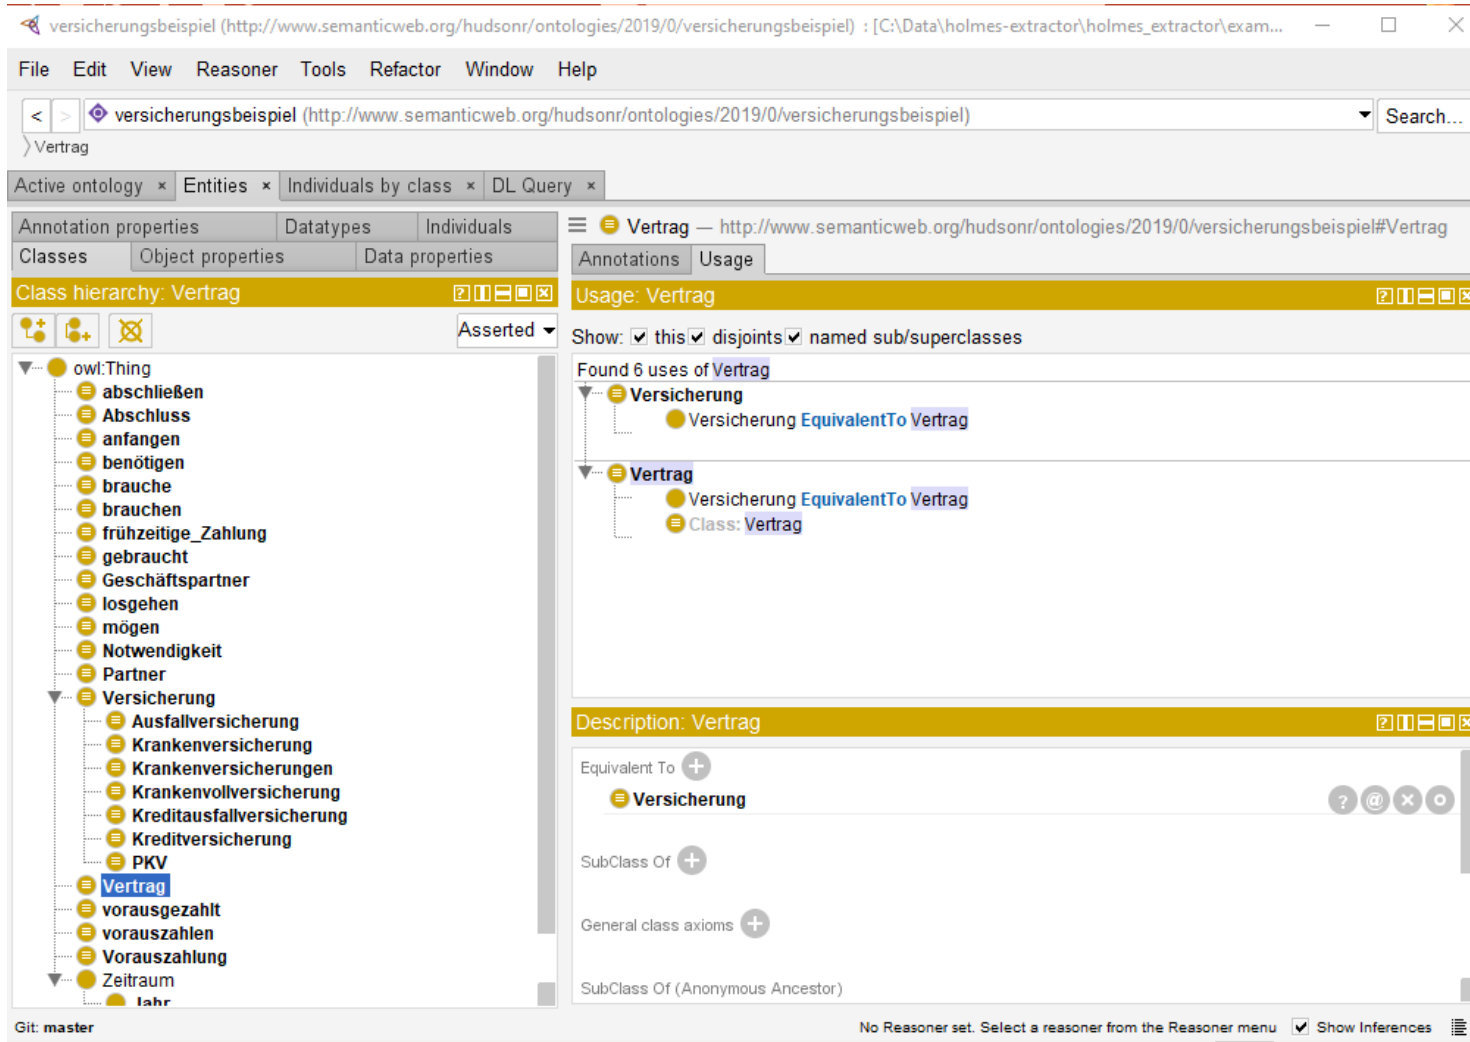 versicherungsbeispiel (http://www.semanticweb.org/hudsonr/ontologies/2019/0/versicherungsbeispiel) : [C:\Data\holmes-extractor\holmes_extractor\exam...
File Edit View Reasoner Tools Refactor Window Help
< > versicherungsbeispiel (http://www.semanticweb.org/hudsonr/ontologies/2019/0/versicherungsbeispiel) Search...
Vertrag
Active ontology × Entities × Individuals by class × DL Query ×
Annotation properties Datatypes Individuals
Classes Object properties Data properties
Class hierarchy: Vertrag
Asserted
owl:Thing
abschließen
Abschluss
anfangen
benötigen
brauche
brauchen
frühzeitige_Zahlung
gebraucht
Geschäftspartner
losgehen
mögen
Notwendigkeit
Partner
Versicherung
Ausfallversicherung
Krankenversicherung
Krankenversicherungen
Krankenvollversicherung
Kreditausfallversicherung
Kreditversicherung
PKV
Vertrag
vorausgezahlt
vorauszahlen
Vorauszahlung
Zeitraum
Jahr
Vertrag — http://www.semanticweb.org/hudsonr/ontologies/2019/0/versicherungsbeispiel#Vertrag
Annotations Usage
Usage: Vertrag
Show: this disjoints named sub/superclasses
Found 6 uses of Vertrag
Versicherung
Versicherung EquivalentTo Vertrag
Vertrag
Versicherung EquivalentTo Vertrag
Class: Vertrag
Description: Vertrag
Equivalent To
Versicherung
SubClass Of
General class axioms
SubClass Of (Anonymous Ancestor)
Git: master
No Reasoner set. Select a reasoner from the Reasoner menu Show Inferences